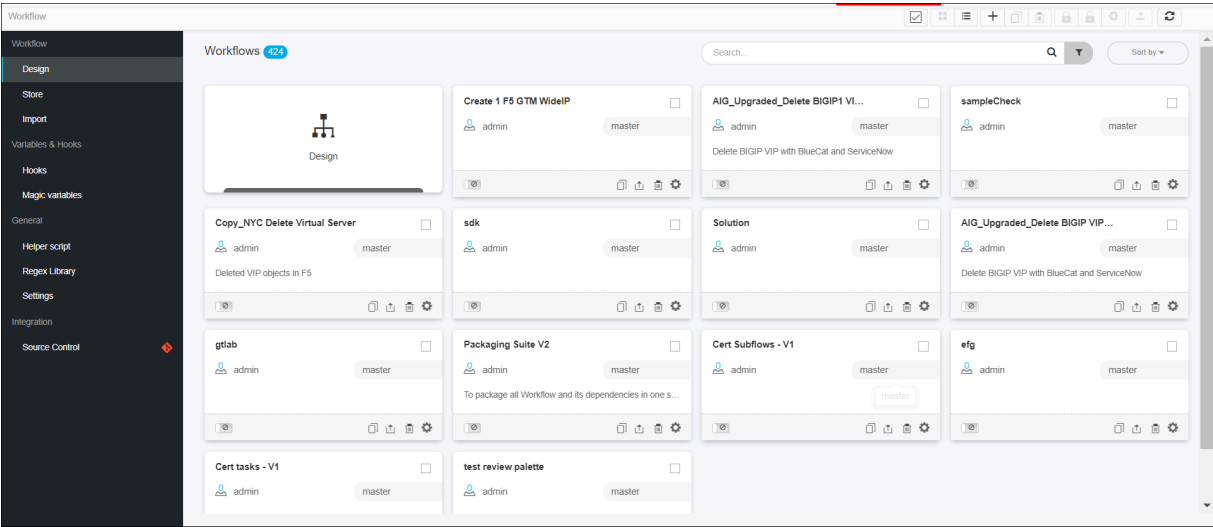 Workflow
Workflow
Design
Store
Import
Variables & Hooks
Hooks
Magic variables
General
Helper script
Regex Library
Settings
Integration
Source Control
Workflows 424
Search...
Sort by
Design
Create 1 F5 GTM WideIP
admin master
AIG_Upgraded_Delete BIGIP1 VI...
admin master
Delete BIGIP VIP with BlueCat and ServiceNow
sampleCheck
admin master
Copy_NYC Delete Virtual Server
admin master
Deleted VIP objects in F5
sdk
admin master
Solution
admin master
AIG_Upgraded_Delete BIGIP VIP...
admin master
Delete BIGIP VIP with BlueCat and ServiceNow
gtlab
admin master
Packaging Suite V2
admin master
To package all Workflow and its dependencies in one s...
Cert Subflows - V1
admin master
master
efg
admin master
Cert tasks - V1
admin master
test review palette
admin master